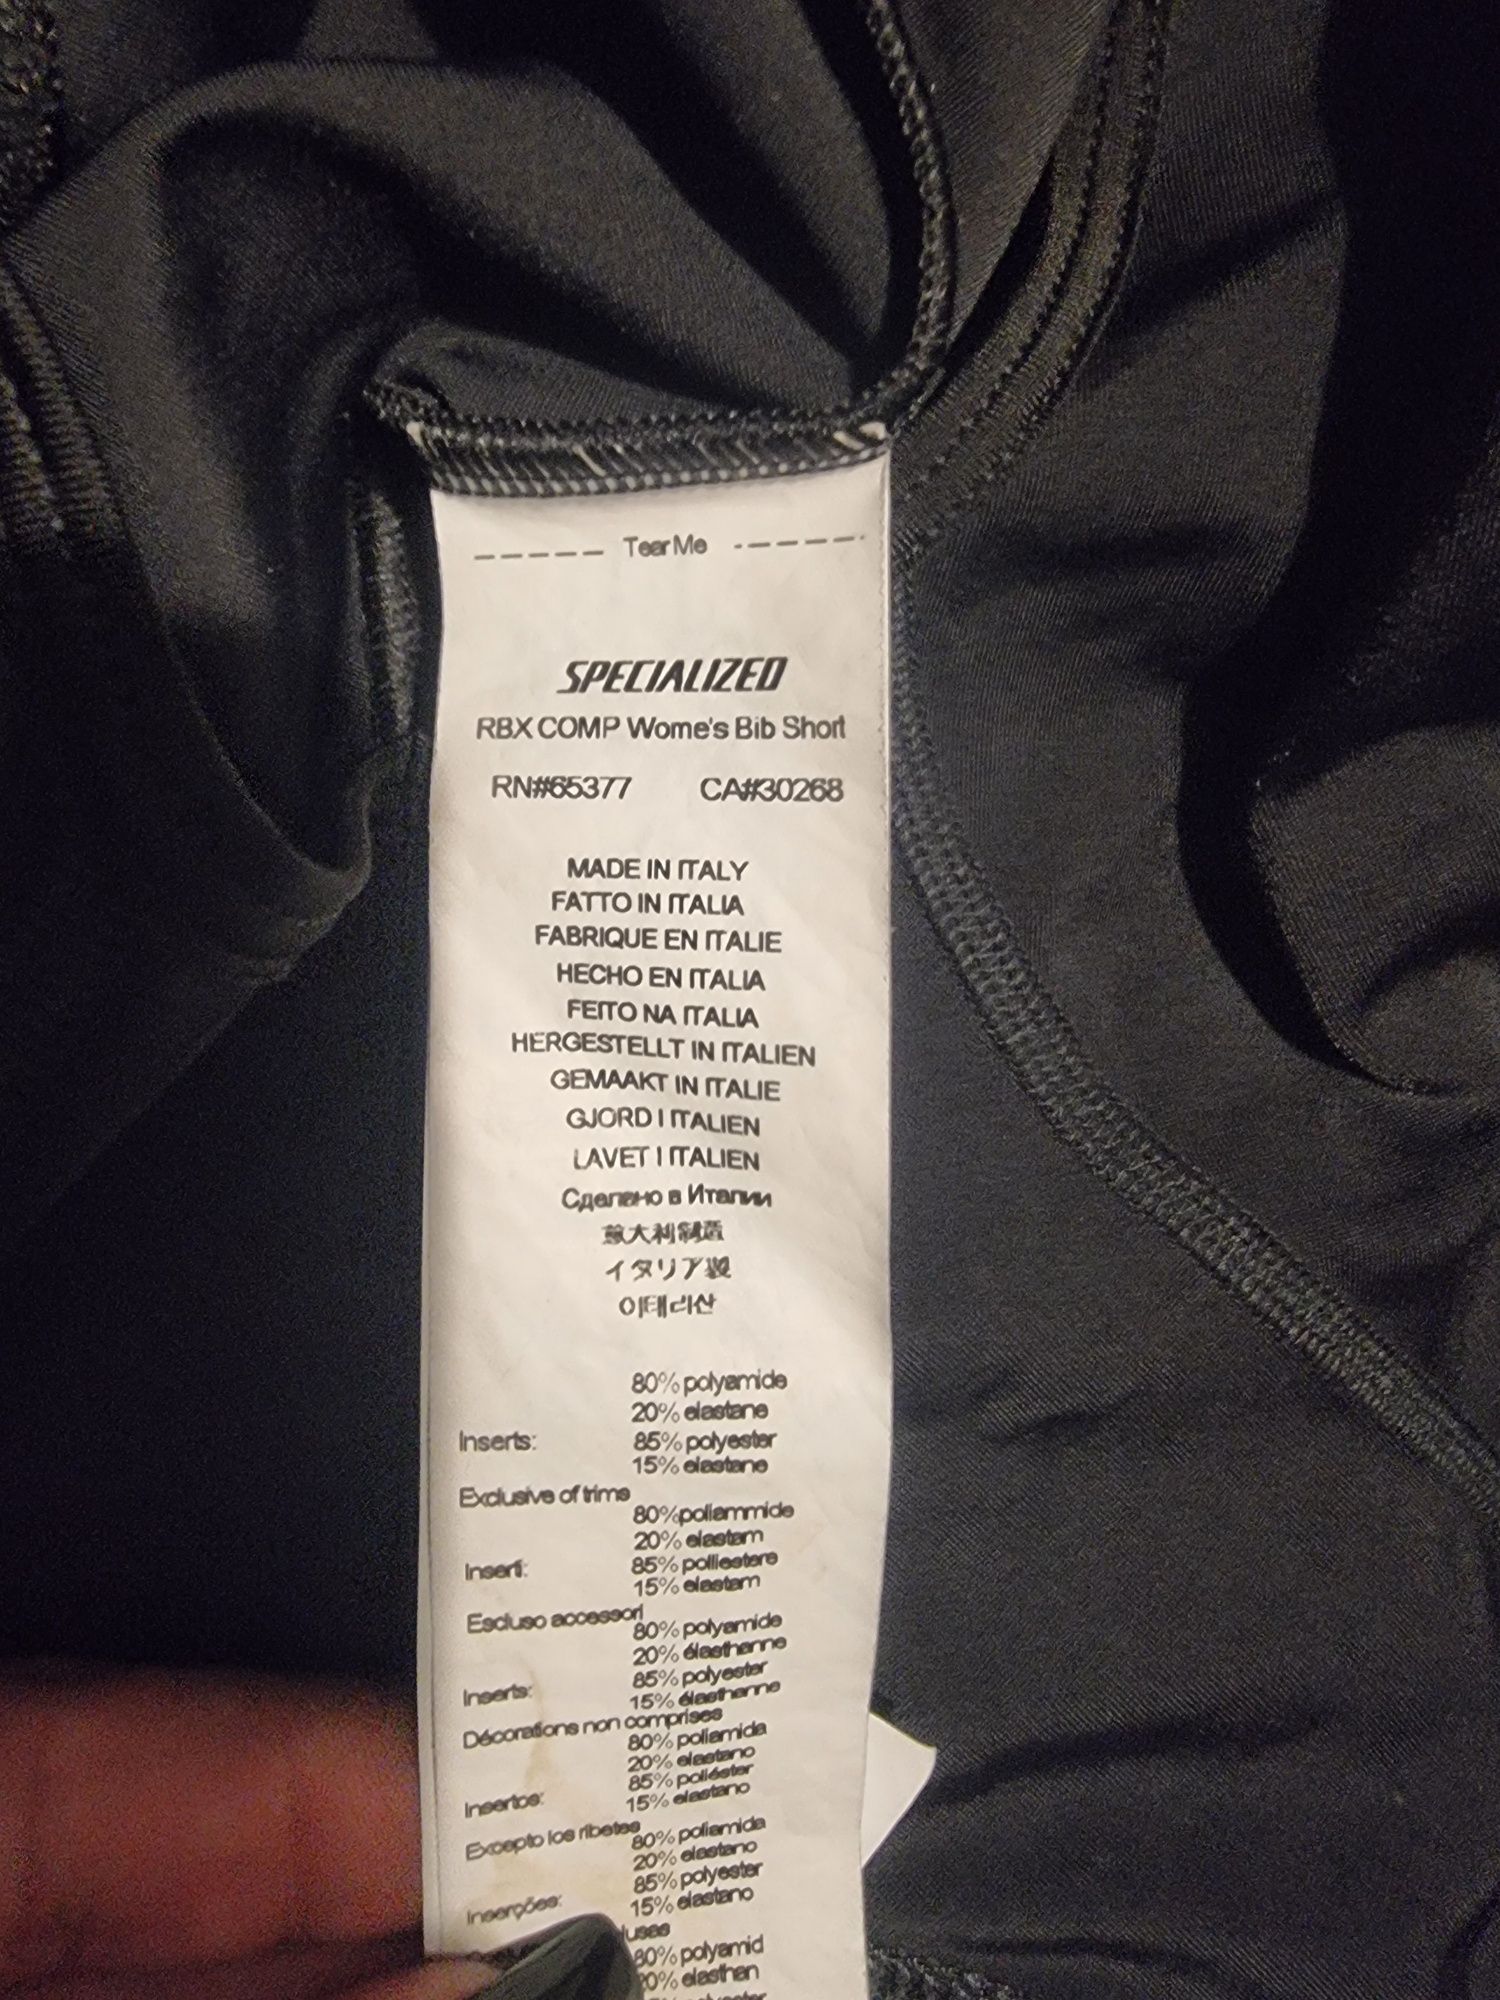 ----- Tear Me -----
SPECIALIZED
RBX COMP Wome's Bib Short
RN#65377 CA#30268
MADE IN ITALY
FATTO IN ITALIA
FABRIQUE EN ITALIE
HECHO EN ITALIA
FEITO NA ITALIA
HERGESTELLT IN ITALIEN
GEMAAKT IN ITALIE
GJORD I ITALIEN
LAVET I ITALIEN
Сделано в Италии
意大利制造
イタリア製
이태리산
80% polyamide
20% elastane
Inserts: 85% polyester
15% elastane
Exclusive of trims
80%poliammide
20% elastam
Inserti: 85% polliestere
15% elastam
Escluso accessori
80% polyamide
20% élasthanne
Inserts: 85% polyester
15% élasthanne
Décorations non comprises
80% poliamida
20% elastano
85% poliéster
Insertos: 15% elastano
Excepto los ribetes
80% poliamida
20% elastano
85% polyester
Inserções: 15% elastano
80% polyamid
elasthan